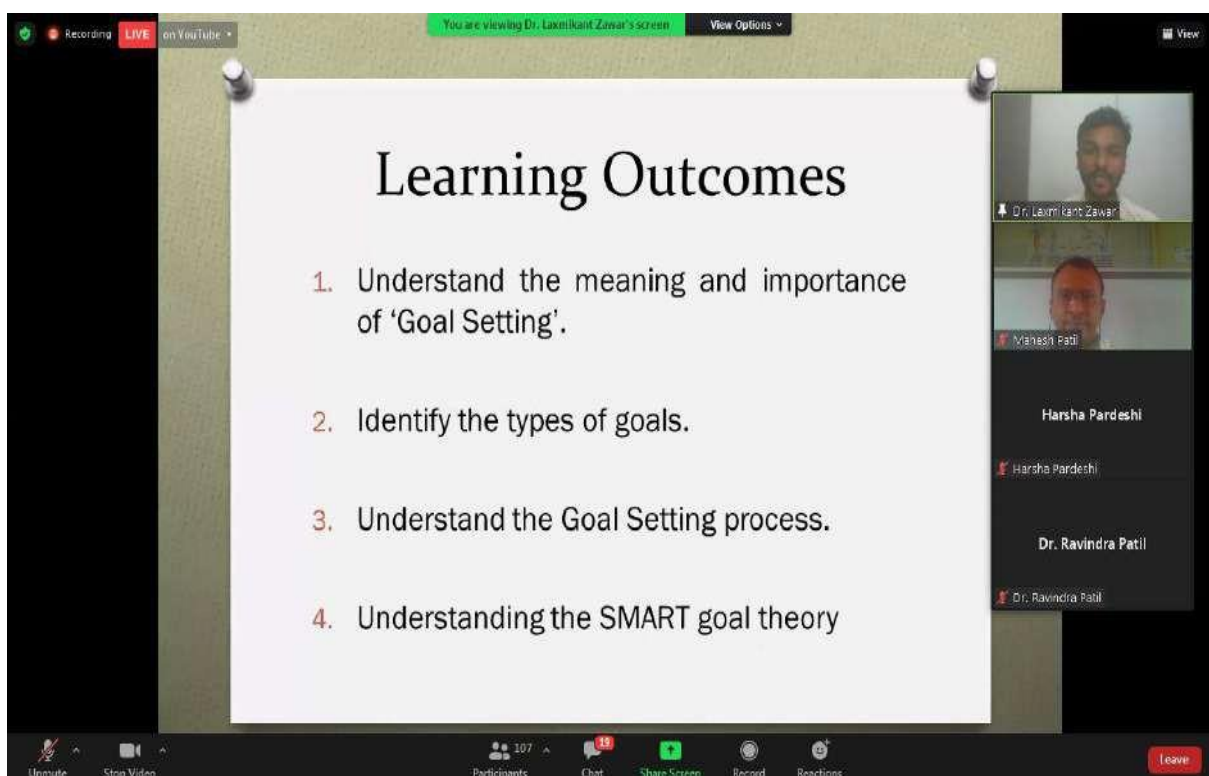 Recording LIVE on YouTube
You are viewing Dr. Laxmikant Zawar's screen View Options
View
Learning Outcomes
1. Understand the meaning and importance
of ‘Goal Setting’.
2. Identify the types of goals.
3. Understand the Goal Setting process.
4. Understanding the SMART goal theory
Dr. Laxmikant Zawar
Mahesh Patil
Harsha Pardeshi
Harsha Pardeshi
Dr. Ravindra Patil
Dr. Ravindra Patil
Unmute Stop Video 107 Participants 19 Chat Share Screen Record Reactions Leave